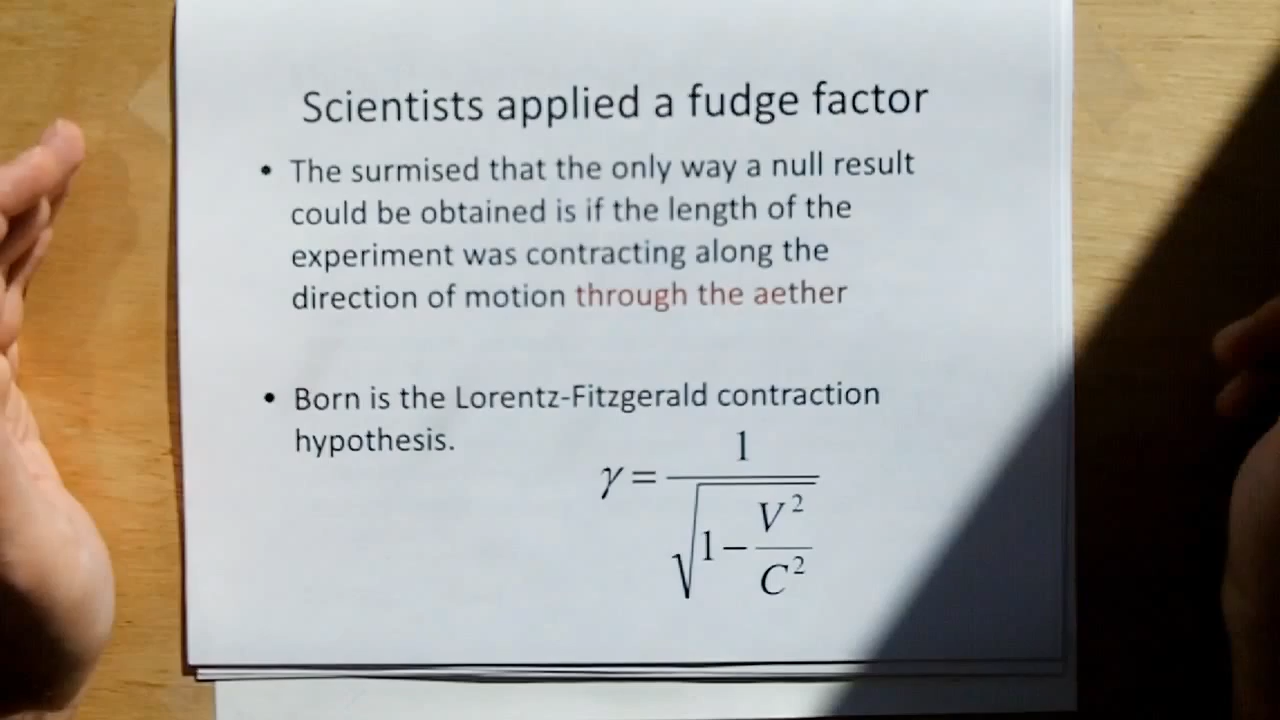 Scientists applied a fudge factor
• The surmised that the only way a null result
could be obtained is if the length of the
experiment was contracting along the
direction of motion through the aether
• Born is the Lorentz-Fitzgerald contraction
hypothesis.
γ = 1 / √(1 − V² / C²)